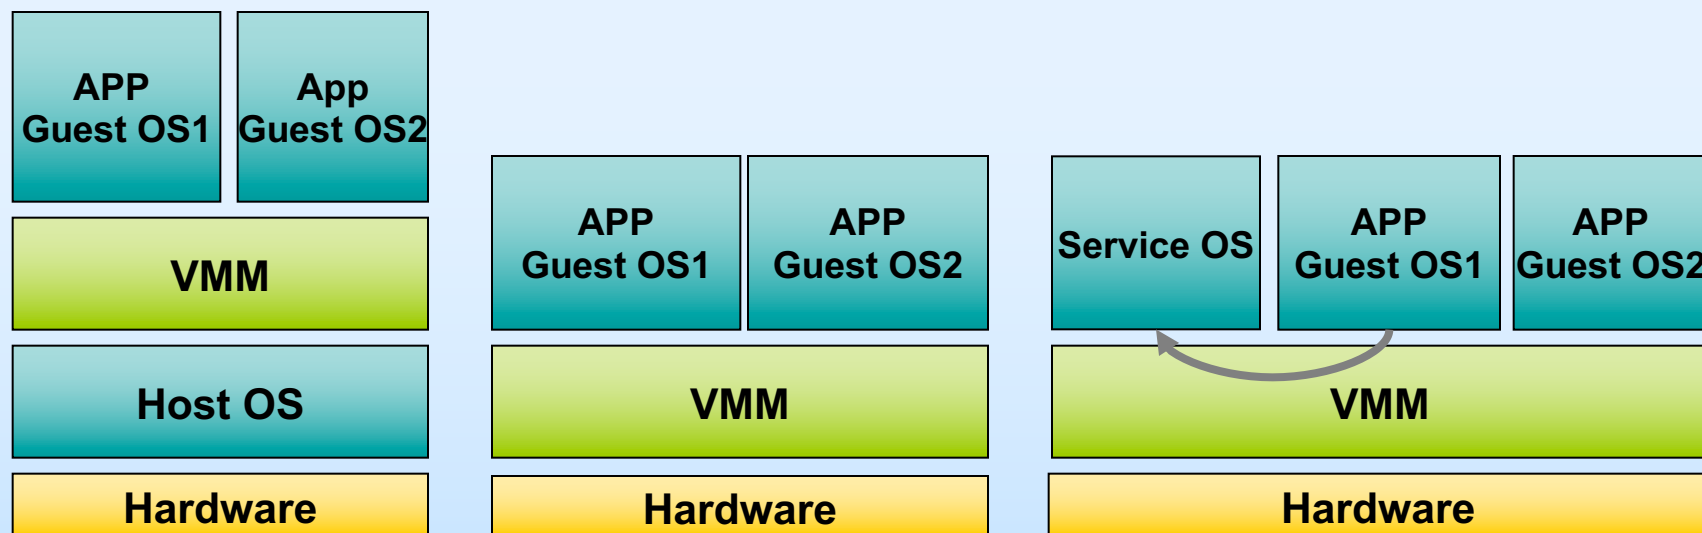 APP
Guest OS1
App
Guest OS2
VMM
Host OS
Hardware
APP
Guest OS1
APP
Guest OS2
VMM
Hardware
Service OS
APP
Guest OS1
APP
Guest OS2
VMM
Hardware